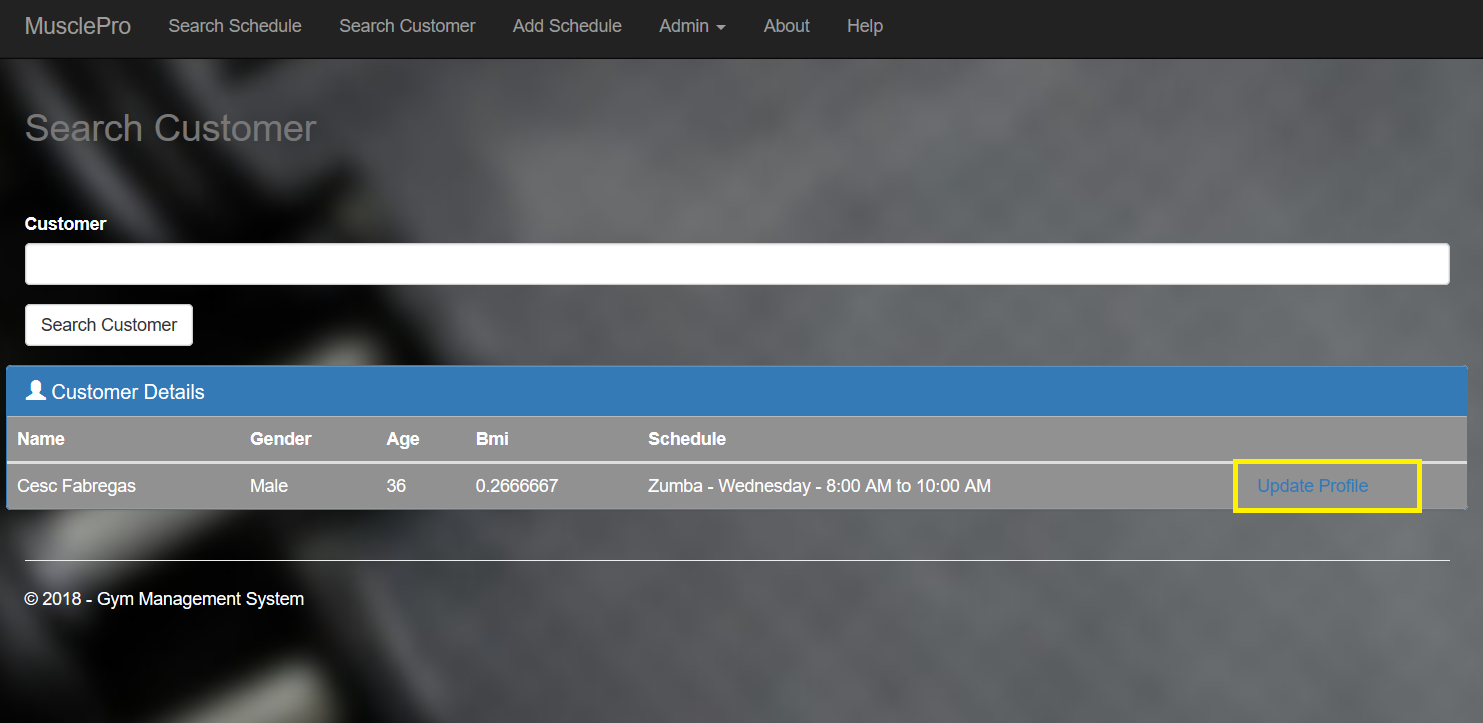 MusclePro Search Schedule Search Customer Add Schedule Admin About Help
Search Customer
Customer
Search Customer
Customer Details
Name Gender Age Bmi Schedule
Cesc Fabregas Male 36 0.2666667 Zumba - Wednesday - 8:00 AM to 10:00 AM Update Profile
© 2018 - Gym Management System